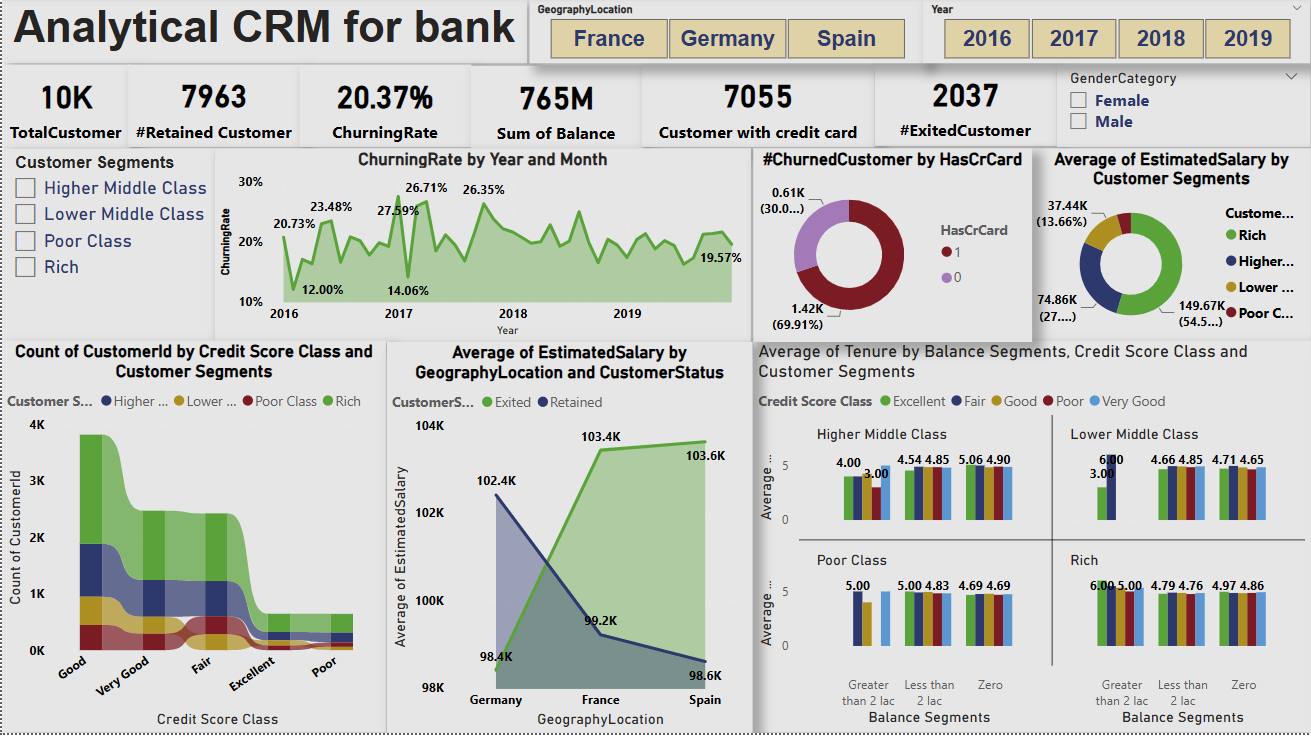 Analytical CRM for bank
GeographyLocation
France
Germany
Spain
Year
2016
2017
2018
2019
10K
TotalCustomer
7963
#Retained Customer
20.37%
ChurningRate
765M
Sum of Balance
7055
Customer with credit card
2037
#ExitedCustomer
GenderCategory
Female
Male
Customer Segments
Higher Middle Class
Lower Middle Class
Poor Class
Rich
ChurningRate by Year and Month
ChurningRate
30%
20%
10%
20.73%
12.00%
23.48%
27.59%
14.06%
26.71%
26.35%
19.57%
2016
2017
2018
2019
Year
#ChurnedCustomer by HasCrCard
0.61K
(30.0...)
1.42K
(69.91%)
HasCrCard
1
0
Average of EstimatedSalary by
Customer Segments
37.44K
(13.66%)
74.86K
(27....)
149.67K
(54.5...)
Custome...
Rich
Higher...
Lower ...
Poor C...
Count of CustomerId by Credit Score Class and
Customer Segments
Customer S...
Higher ...
Lower ...
Poor Class
Rich
Count of CustomerId
4K
3K
2K
1K
0K
Good
Very Good
Fair
Excellent
Poor
Credit Score Class
Average of EstimatedSalary by
GeographyLocation and CustomerStatus
CustomerS...
Exited
Retained
Average of EstimatedSalary
104K
102K
100K
98K
102.4K
98.4K
103.4K
99.2K
103.6K
98.6K
Germany
France
Spain
GeographyLocation
Average of Tenure by Balance Segments, Credit Score Class and
Customer Segments
Credit Score Class
Excellent
Fair
Good
Poor
Very Good
Higher Middle Class
Average ...
5
0
4.00
3.00
4.54
4.85
5.06
4.90
Lower Middle Class
3.00
6.00
4.66
4.85
4.71
4.65
Poor Class
Average ...
5
0
5.00
5.00
4.83
4.69
4.69
Rich
6.00
5.00
4.79
4.76
4.97
4.86
Greater
than 2 lac
Less than
2 lac
Zero
Balance Segments
Greater
than 2 lac
Less than
2 lac
Zero
Balance Segments